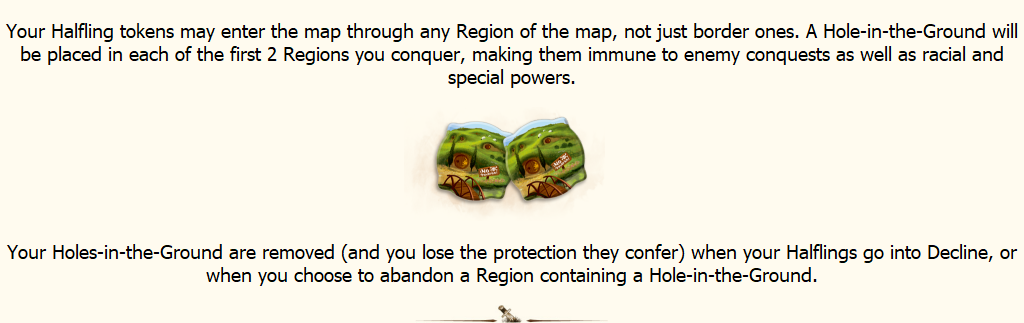 Your Halfling tokens may enter the map through any Region of the map, not just border ones. A Hole-in-the-Ground will
be placed in each of the first 2 Regions you conquer, making them immune to enemy conquests as well as racial and
special powers.
Your Holes-in-the-Ground are removed (and you lose the protection they confer) when your Halflings go into Decline, or
when you choose to abandon a Region containing a Hole-in-the-Ground.